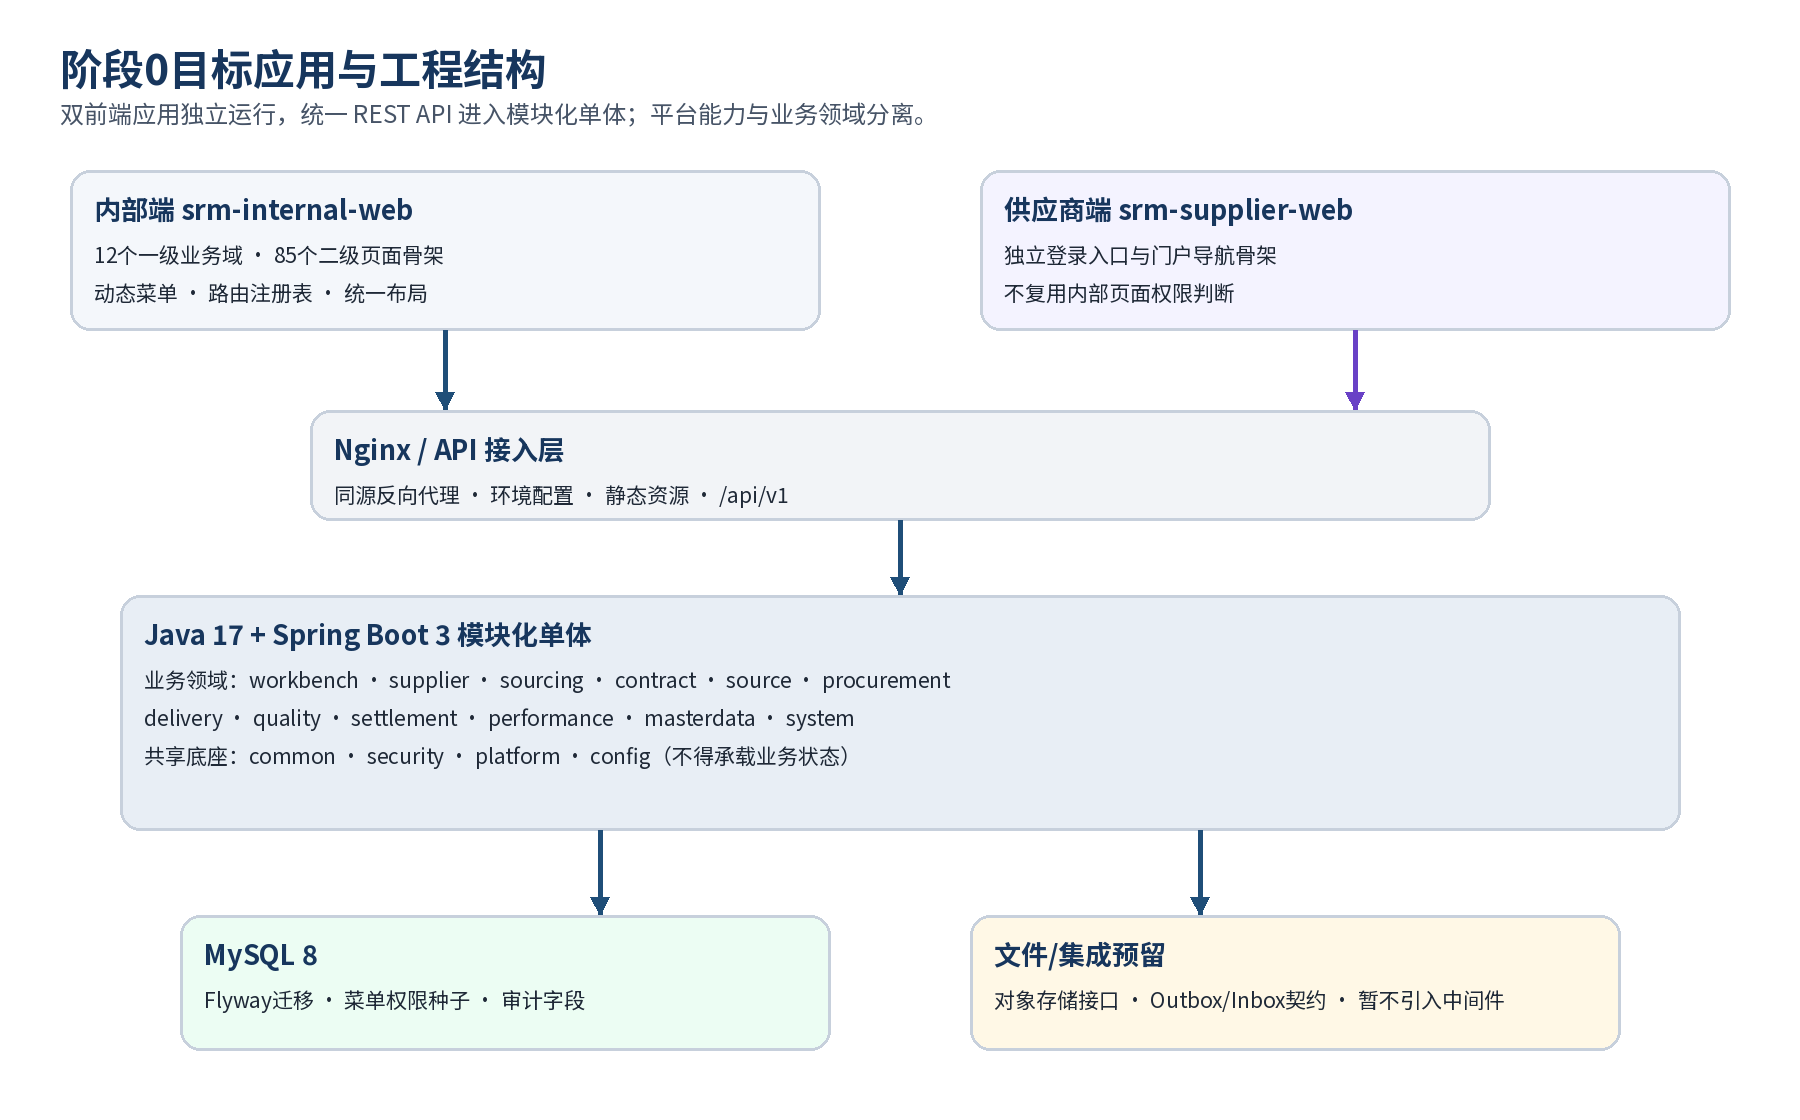 阶段0目标应用与工程结构
双前端应用独立运行，统一 REST API 进入模块化单体；平台能力与业务领域分离。
内部端 srm-internal-web
12个一级业务域 • 85个二级页面骨架
动态菜单 • 路由注册表 • 统一布局
供应商端 srm-supplier-web
独立登录入口与门户导航骨架
不复用内部页面权限判断
Nginx / API 接入层
同源反向代理 • 环境配置 • 静态资源 • /api/v1
Java 17 + Spring Boot 3 模块化单体
业务领域：workbench • supplier • sourcing • contract • source • procurement
delivery • quality • settlement • performance • masterdata • system
共享底座：common • security • platform • config（不得承载业务状态）
MySQL 8
Flyway迁移 • 菜单权限种子 • 审计字段
文件/集成预留
对象存储接口 • Outbox/Inbox契约 • 暂不引入中间件